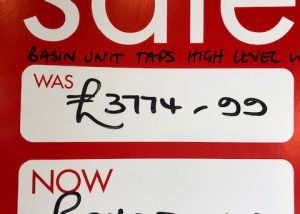 sale
BASIN UNIT TAPS HIGH LEVEL
WAS
£3774-99
NOW